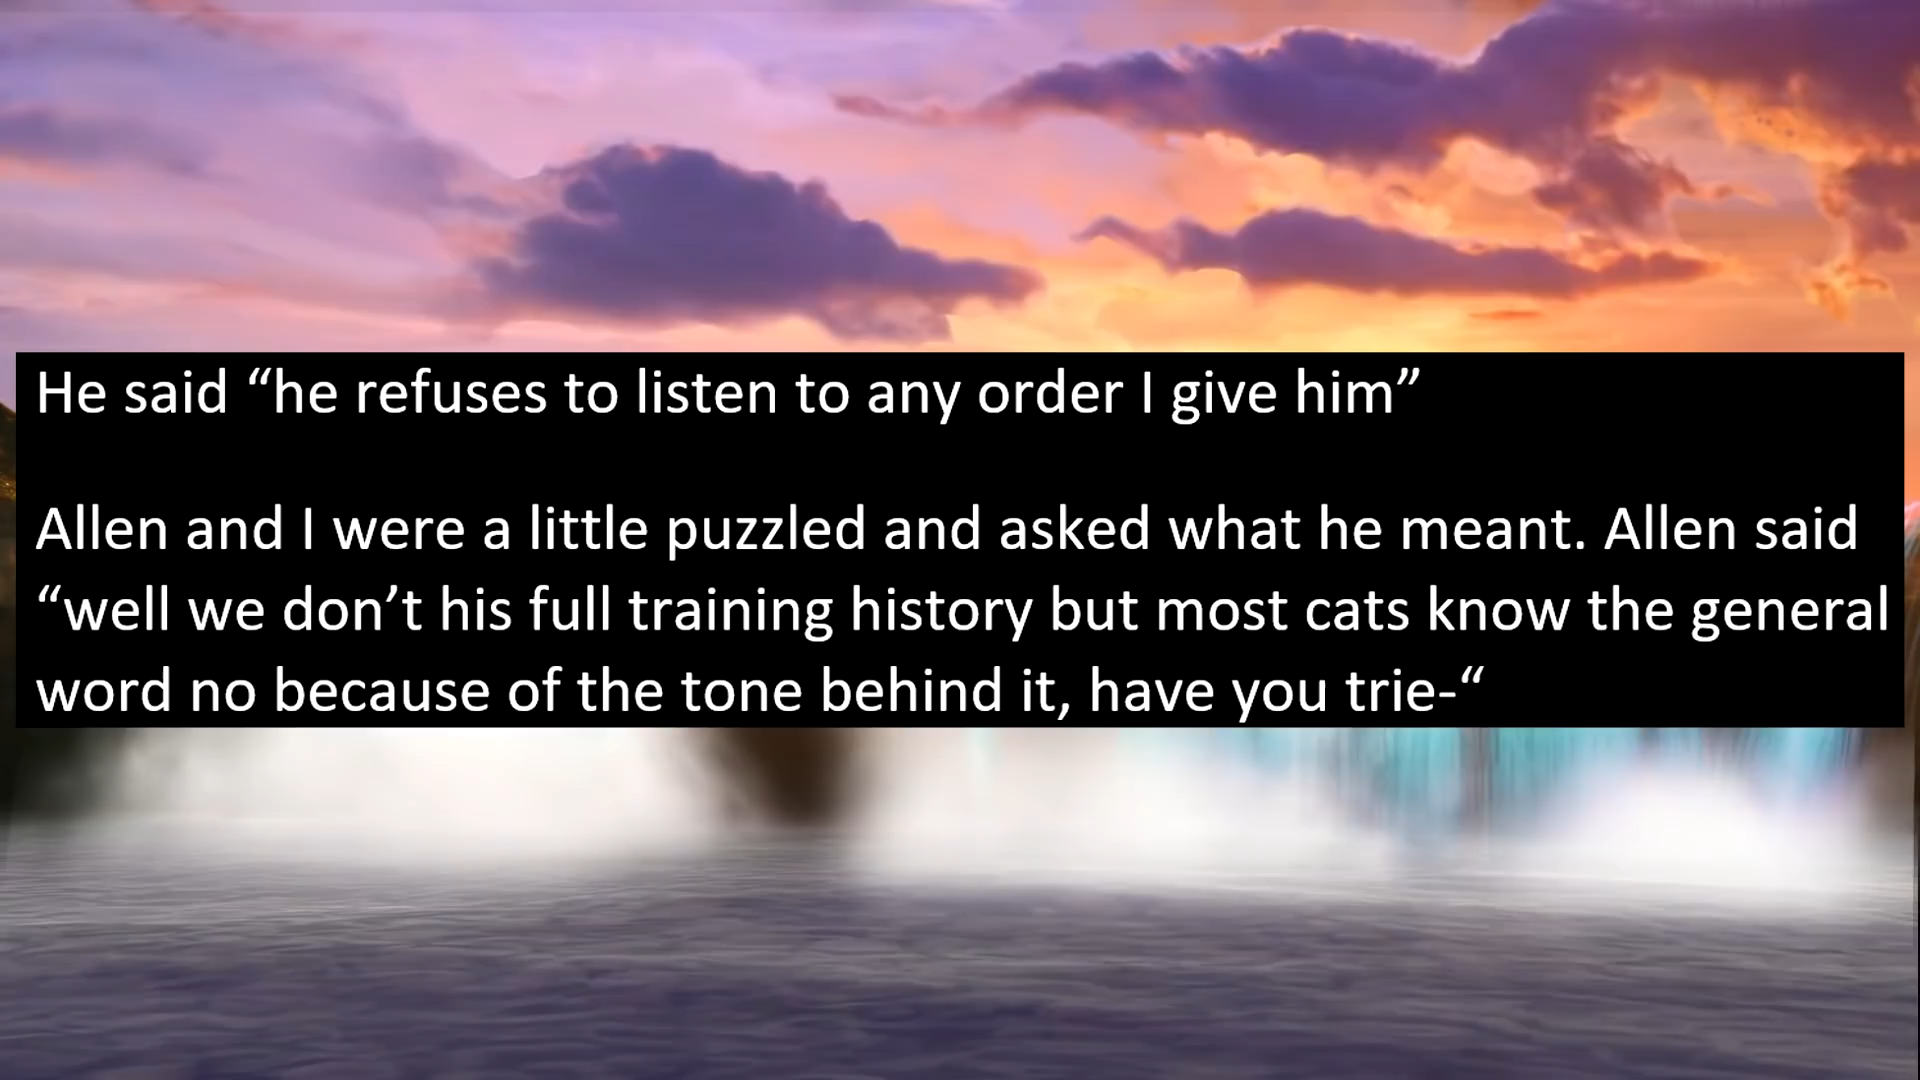 He said “he refuses to listen to any order I give him”
Allen and I were a little puzzled and asked what he meant. Allen said
“well we don’t his full training history but most cats know the general
word no because of the tone behind it, have you trie-“